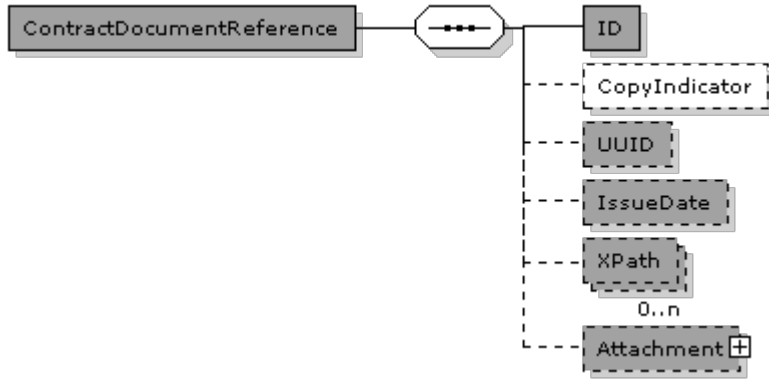 ContractDocumentReference
ID
CopyIndicator
UUID
IssueDate
XPath
0..n
Attachment